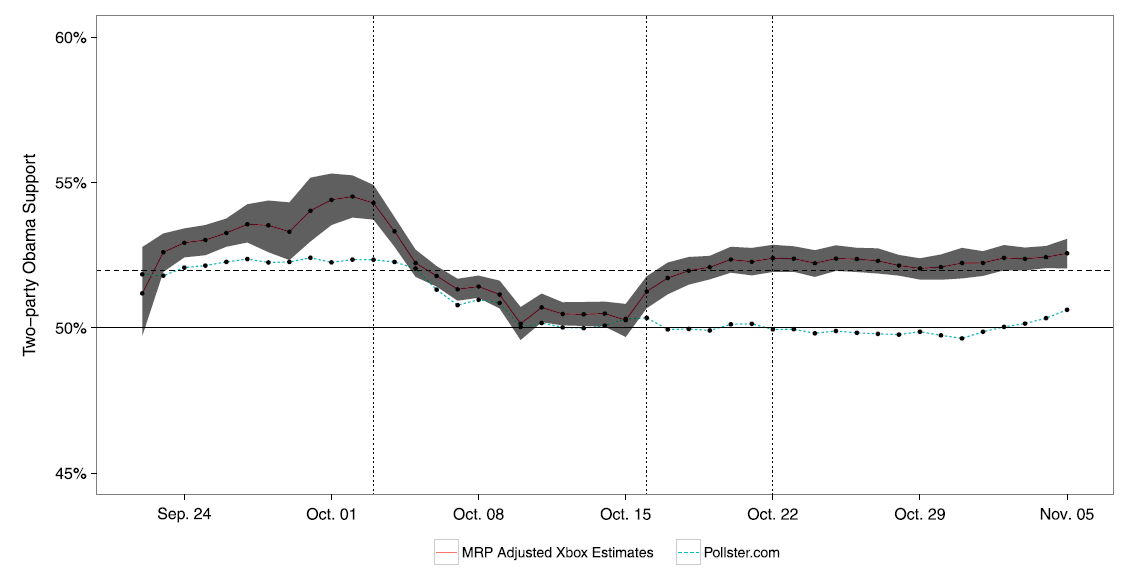 Two−party Obama Support
60%
55%
50%
45%
Sep. 24 Oct. 01 Oct. 08 Oct. 15 Oct. 22 Oct. 29 Nov. 05
MRP Adjusted Xbox Estimates Pollster.com